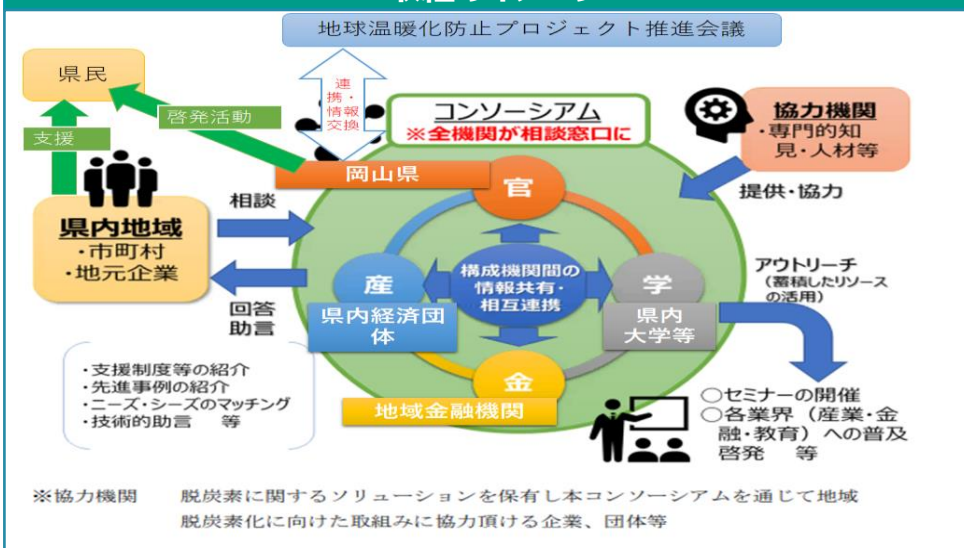 地球温暖化防止プロジェクト推進会議
県民
連
携・
情報
交換
啓発活動
支援
コンソーシアム
※全機関が相談窓口に
協力機関
・専門的知
見・人材等
提供・協力
岡山県
官
県内地域
・市町村
・地元企業
相談
回答
助言
産
県内経済団
体
構成機関間の
情報共有・
相互連携
学
県内
大学等
金
地域金融機関
アウトリーチ
(蓄積したリソース
の活用)
・支援制度等の紹介
・先進事例の紹介
・ニーズ・シーズのマッチング
・技術的助言 等
○セミナーの開催
○各業界(産業・金
融・教育)への普及
啓発 等
※協力機関 脱炭素に関するソリューションを保有し本コンソーシアムを通じて地域
脱炭素化に向けた取組みに協力頂ける企業、団体等